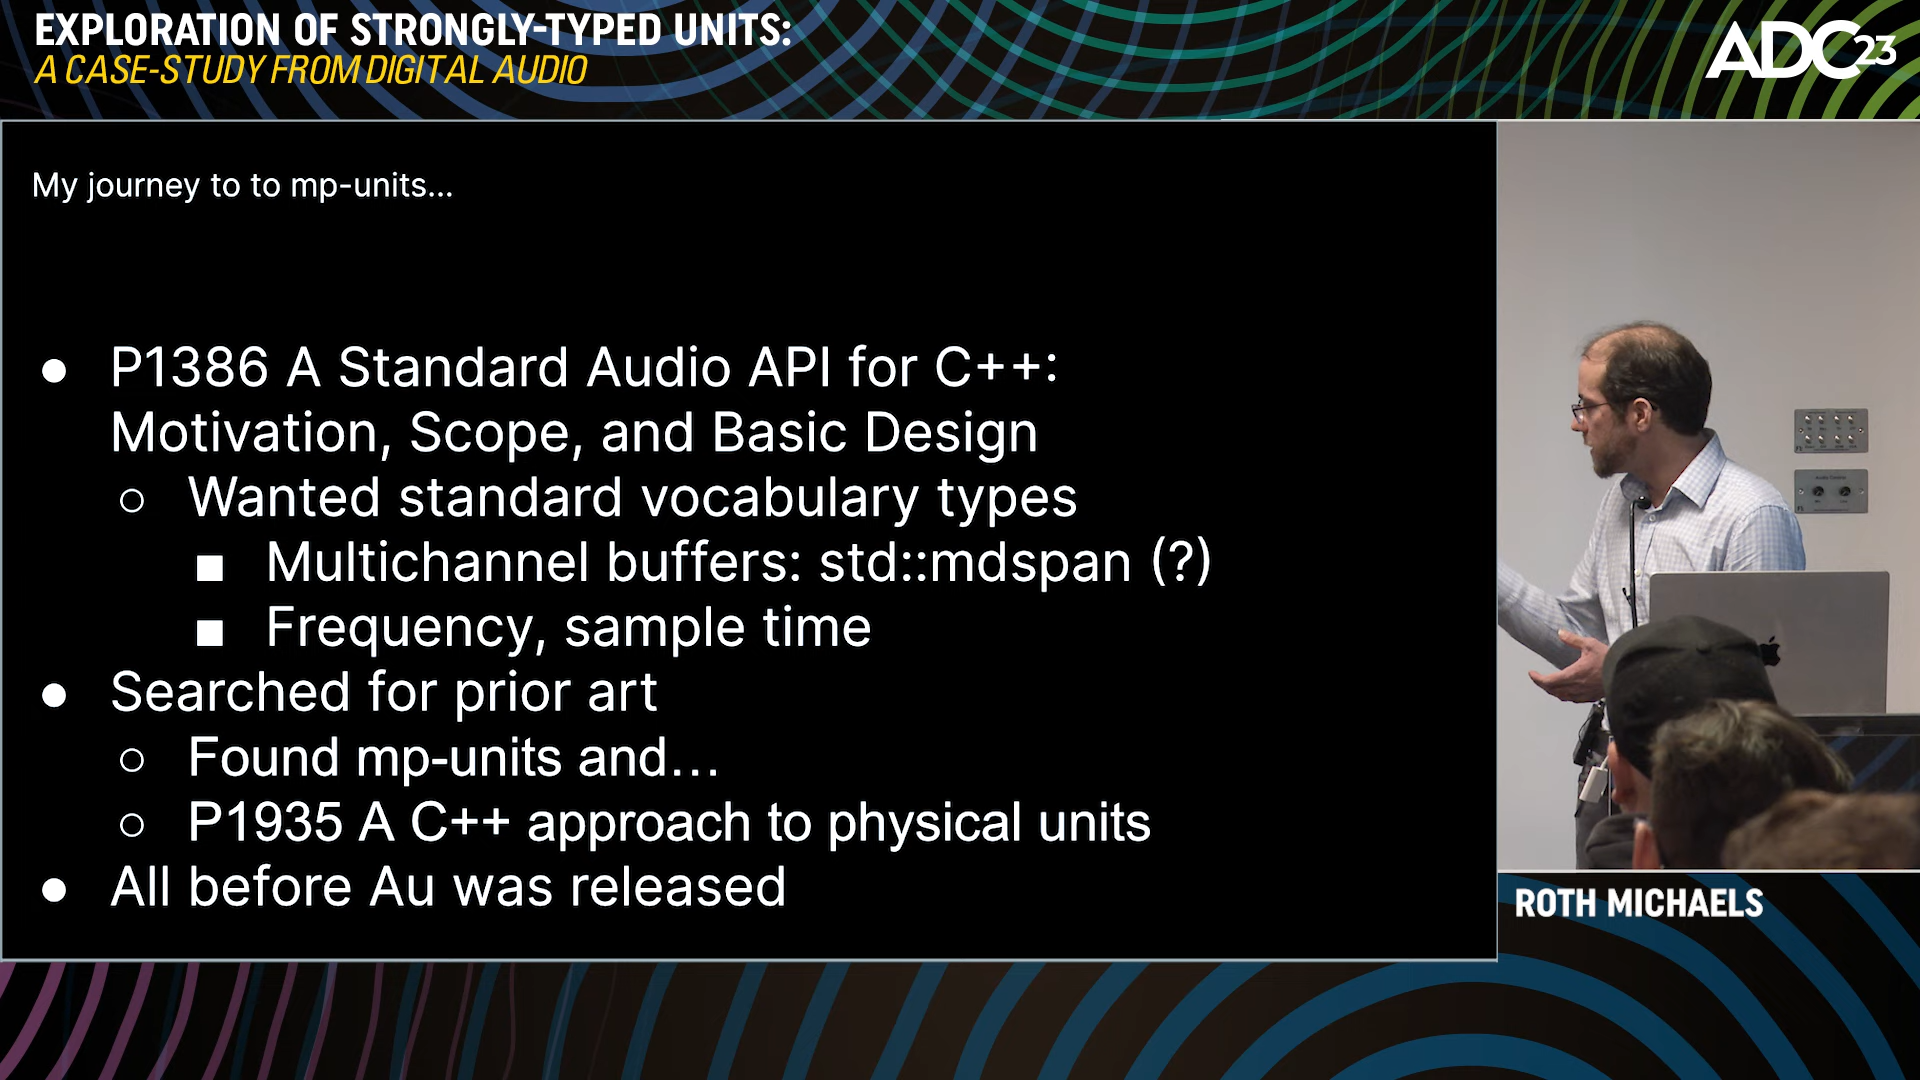 EXPLORATION OF STRONGLY-TYPED UNITS:
A CASE-STUDY FROM DIGITAL AUDIO
ADC23
My journey to to mp-units...
● P1386 A Standard Audio API for C++:
Motivation, Scope, and Basic Design
○ Wanted standard vocabulary types
■ Multichannel buffers: std::mdspan (?)
■ Frequency, sample time
● Searched for prior art
○ Found mp-units and...
○ P1935 A C++ approach to physical units
● All before Au was released
ROTH MICHAELS